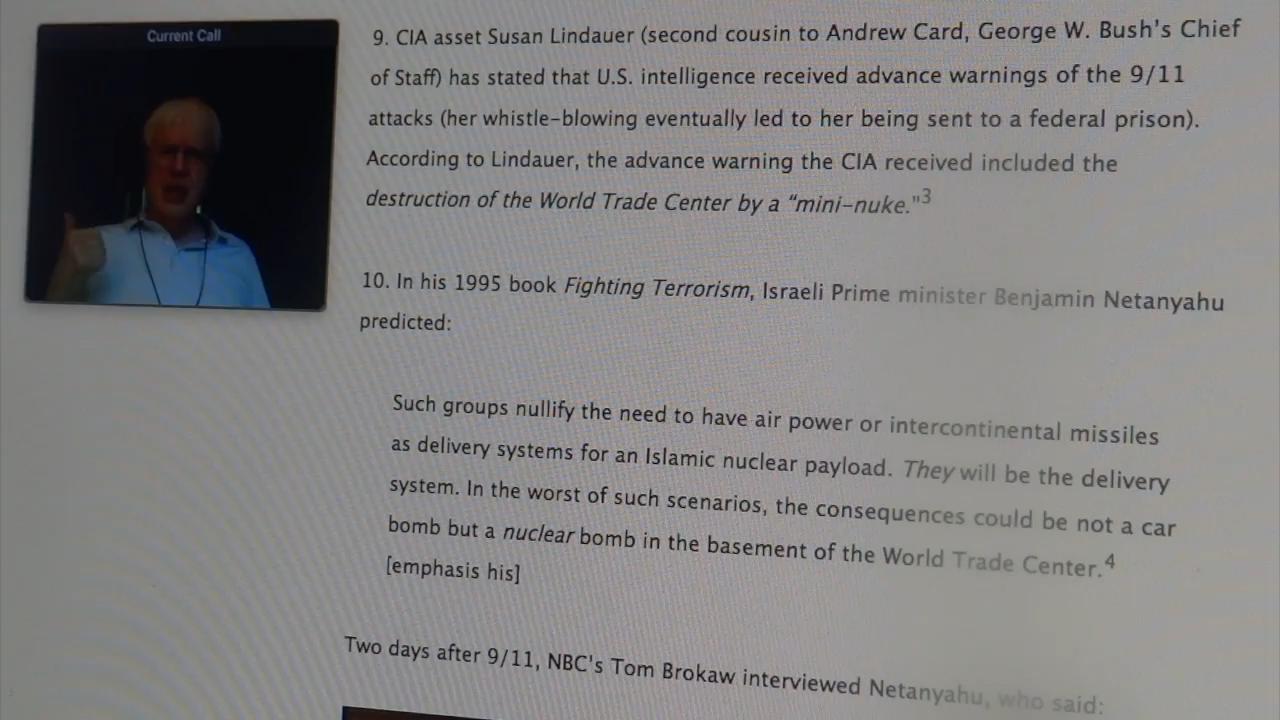 Current Call
9. CIA asset Susan Lindauer (second cousin to Andrew Card, George W. Bush's Chief
of Staff) has stated that U.S. intelligence received advance warnings of the 9/11
attacks (her whistle-blowing eventually led to her being sent to a federal prison).
According to Lindauer, the advance warning the CIA received included the
destruction of the World Trade Center by a “mini-nuke."3
10. In his 1995 book Fighting Terrorism, Israeli Prime minister Benjamin Netanyahu
predicted:
Such groups nullify the need to have air power or intercontinental missiles
as delivery systems for an Islamic nuclear payload. They will be the delivery
system. In the worst of such scenarios, the consequences could be not a car
bomb but a nuclear bomb in the basement of the World Trade Center.4
[emphasis his]
Two days after 9/11, NBC's Tom Brokaw interviewed Netanyahu, who said: